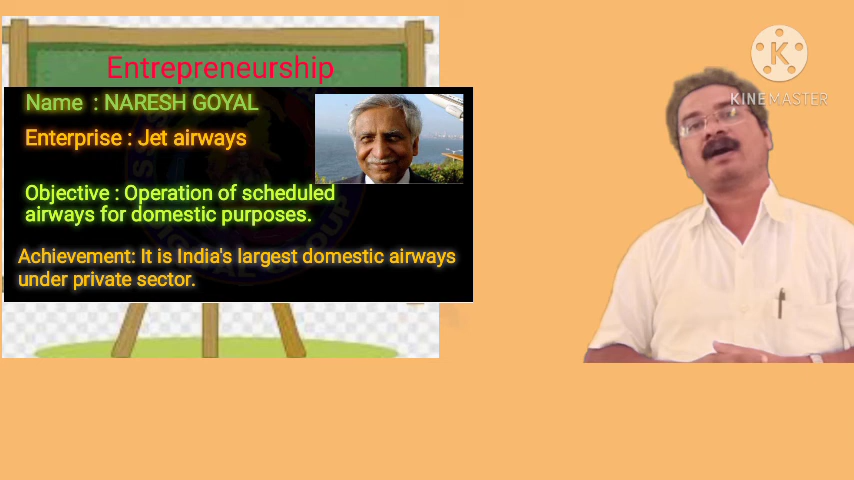 Entrepreneurship
Name : NARESH GOYAL
Enterprise : Jet airways
Objective : Operation of scheduled
airways for domestic purposes.
Achievement: It is India's largest domestic airways
under private sector.
K
KINEMASTER